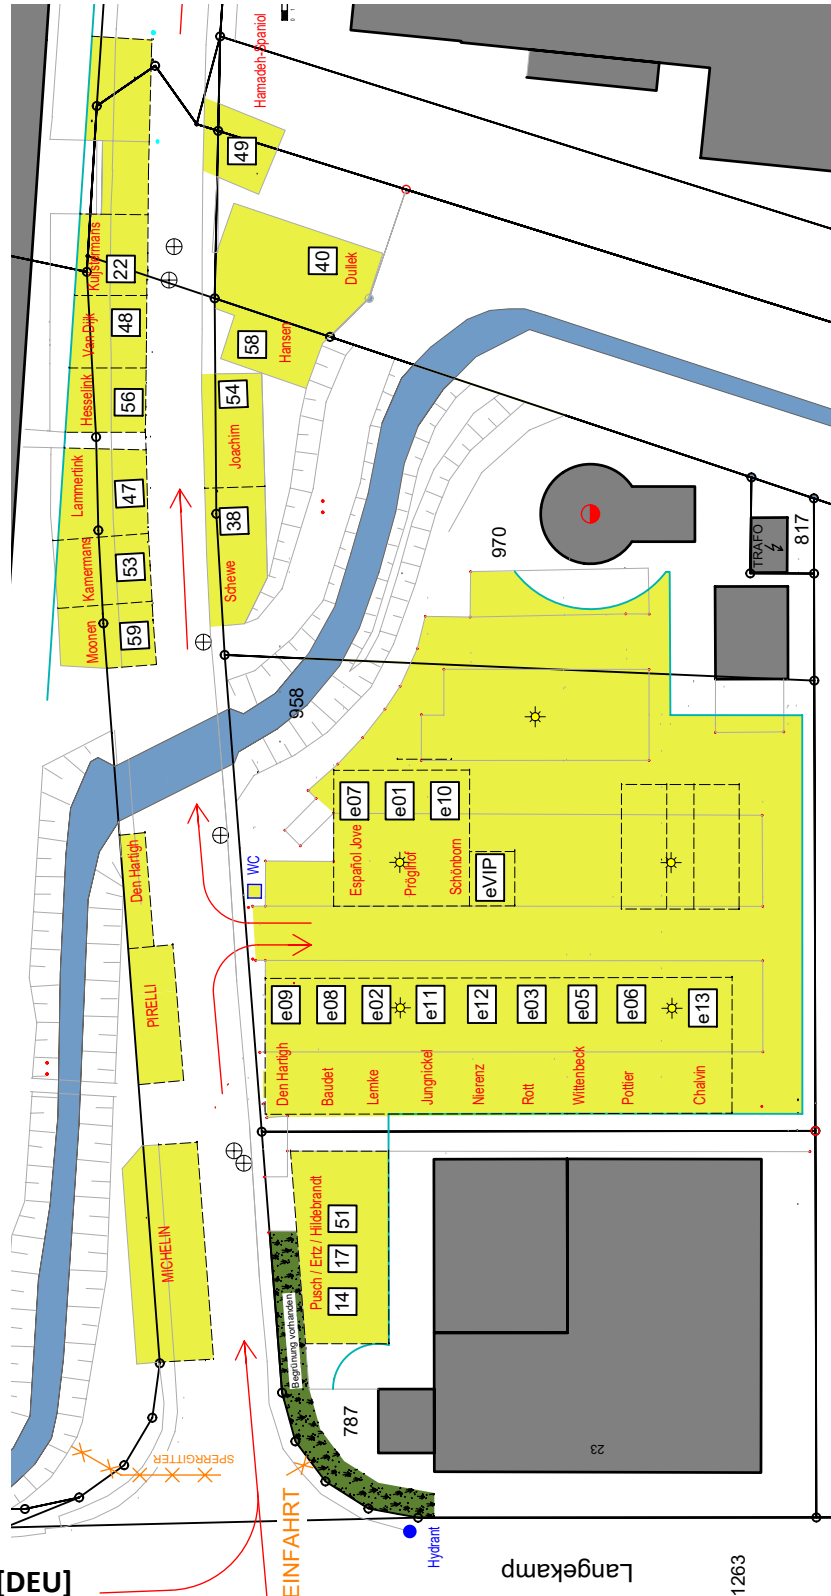 Hamadeh-Spaniol
49
Kuijstermans
22
40
Dullek
Van Dijk
48
58
Hansen
Hesselink
56
54
Joachim
Lammertink
47
38
Schewe
Kamermans
53
Moonen
59
970
TRAFO
817
958
e07
e01
e10
Español Jove
Pröglhöf
Schönborn
eVIP
WC
Den Hartigh
PIRELLI
e09
e08
e02
e11
e12
e03
e05
e06
e13
Den Hartigh
Baudet
Lemke
Jungnickel
Nierenz
Rott
Wittenbeck
Pottier
Chalvin
MICHELIN
Pusch / Ertz / Hildebrandt
14
17
51
Begrünung vorhanden
787
23
SPERRGITTER
EINFAHRT
Hydrant
Langekamp
1263
[DEU]